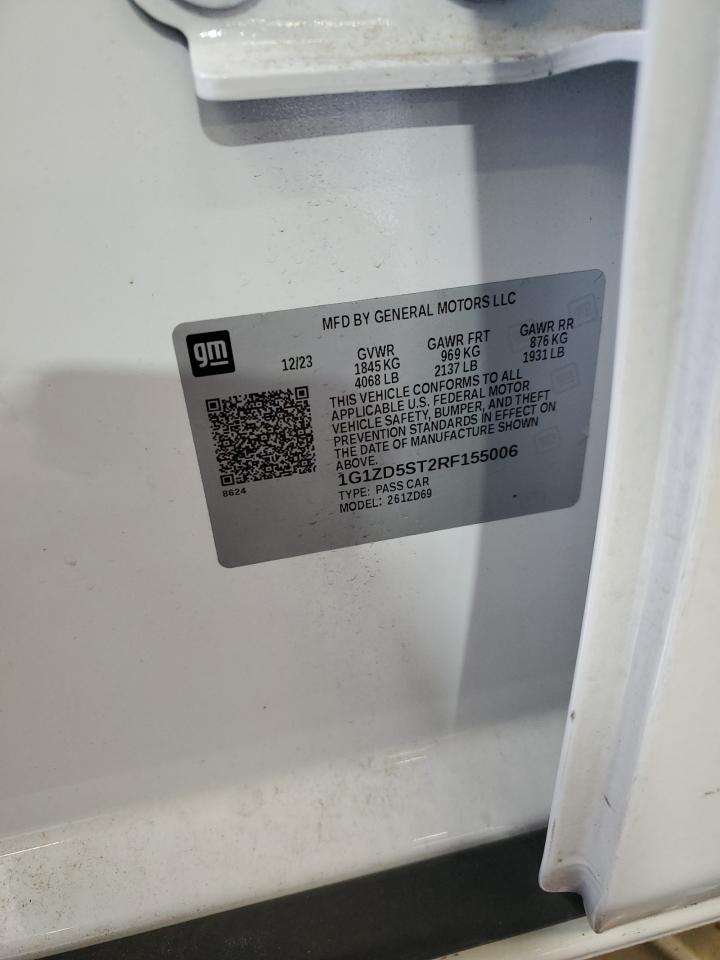 MFD BY GENERAL MOTORS LLC
gm
12/23
GVWR
1845 KG
4068 LB
GAWR FRT
969 KG
2137 LB
GAWR RR
876 KG
1931 LB
THIS VEHICLE CONFORMS TO ALL
APPLICABLE U.S. FEDERAL MOTOR
VEHICLE SAFETY, BUMPER, AND THEFT
PREVENTION STANDARDS IN EFFECT ON
THE DATE OF MANUFACTURE SHOWN
ABOVE.
1G1ZD5ST2RF155006
TYPE: PASS CAR
MODEL: 261ZD69
8624